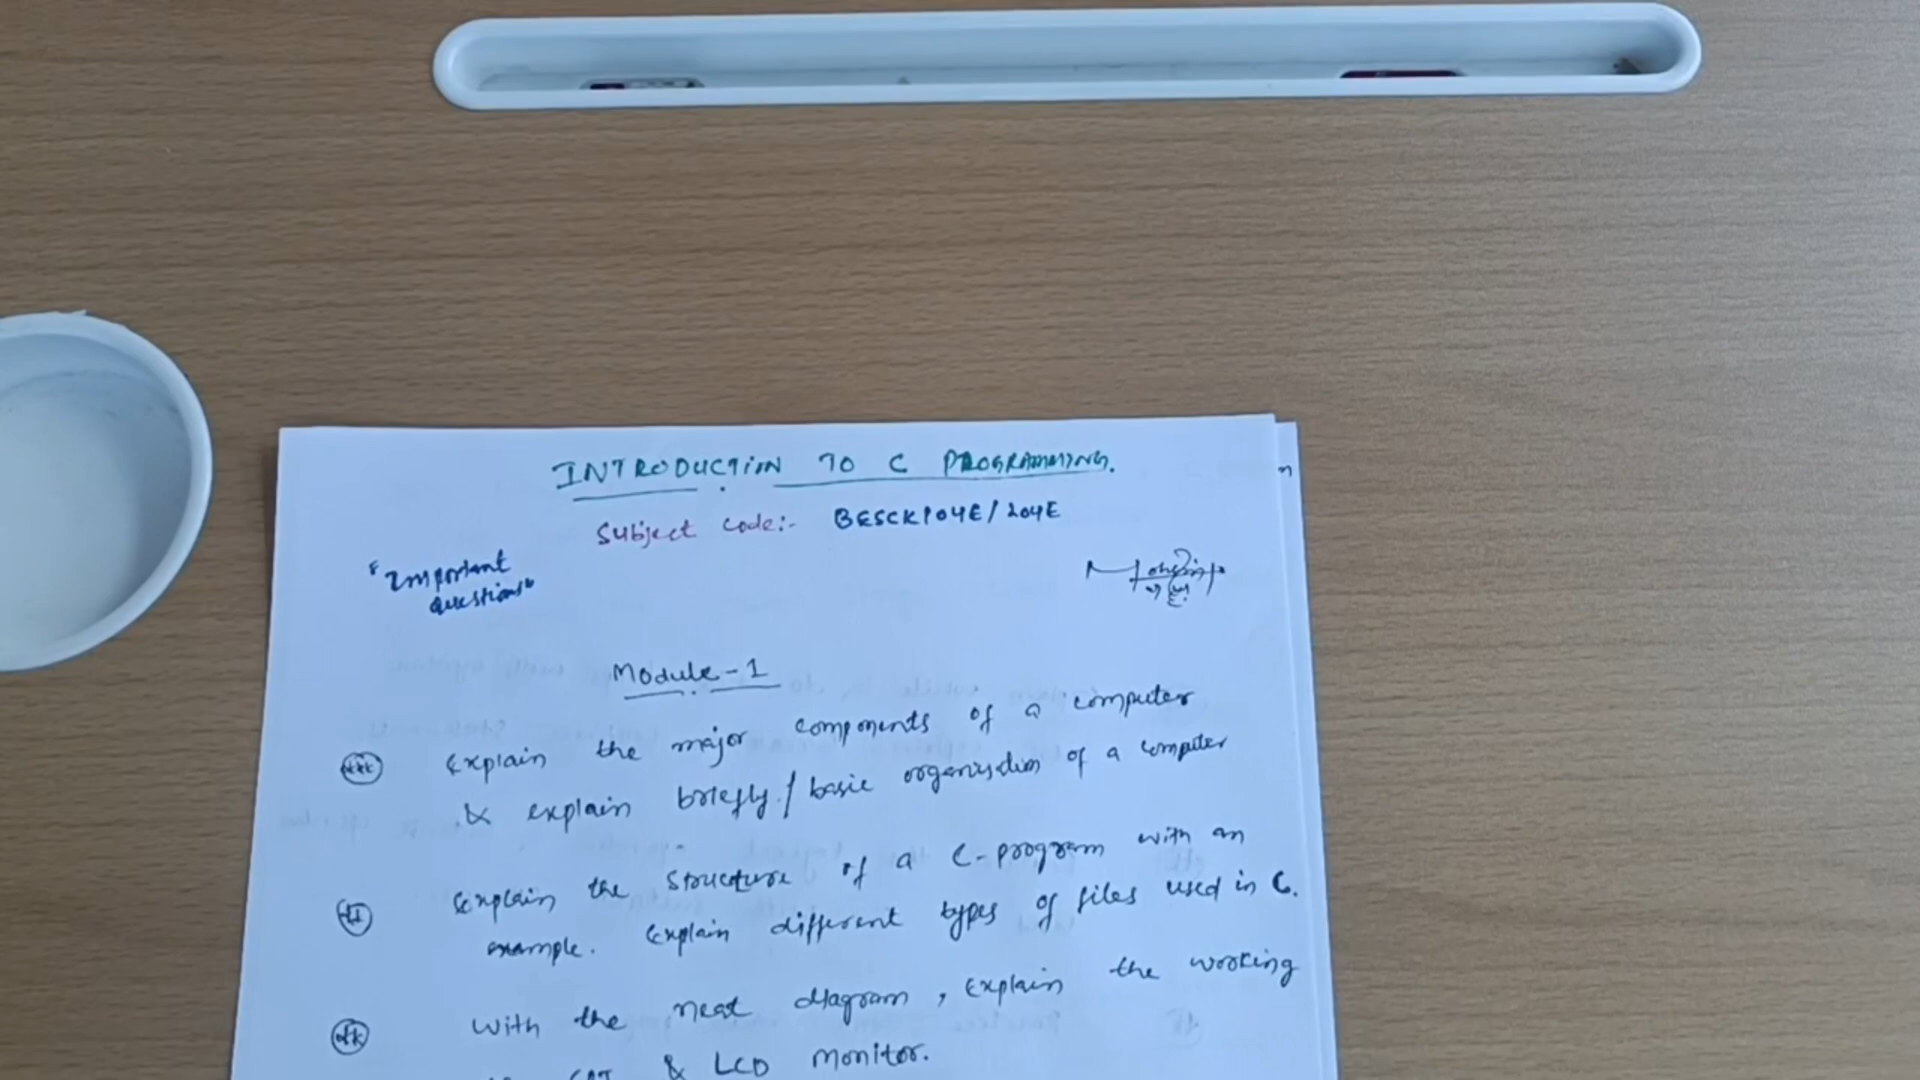 INTRODUCTION TO C PROGRAMMING.
Subject code:- BESCK104E/204E
"Important
Questions"
Module-1
Explain the major components of a computer
& explain briefly./basic organisation of a computer
Explain the structure of a C-program with an
example. Explain different types of files used in C.
With the neat diagram, explain the working
CRT & LCD monitor.